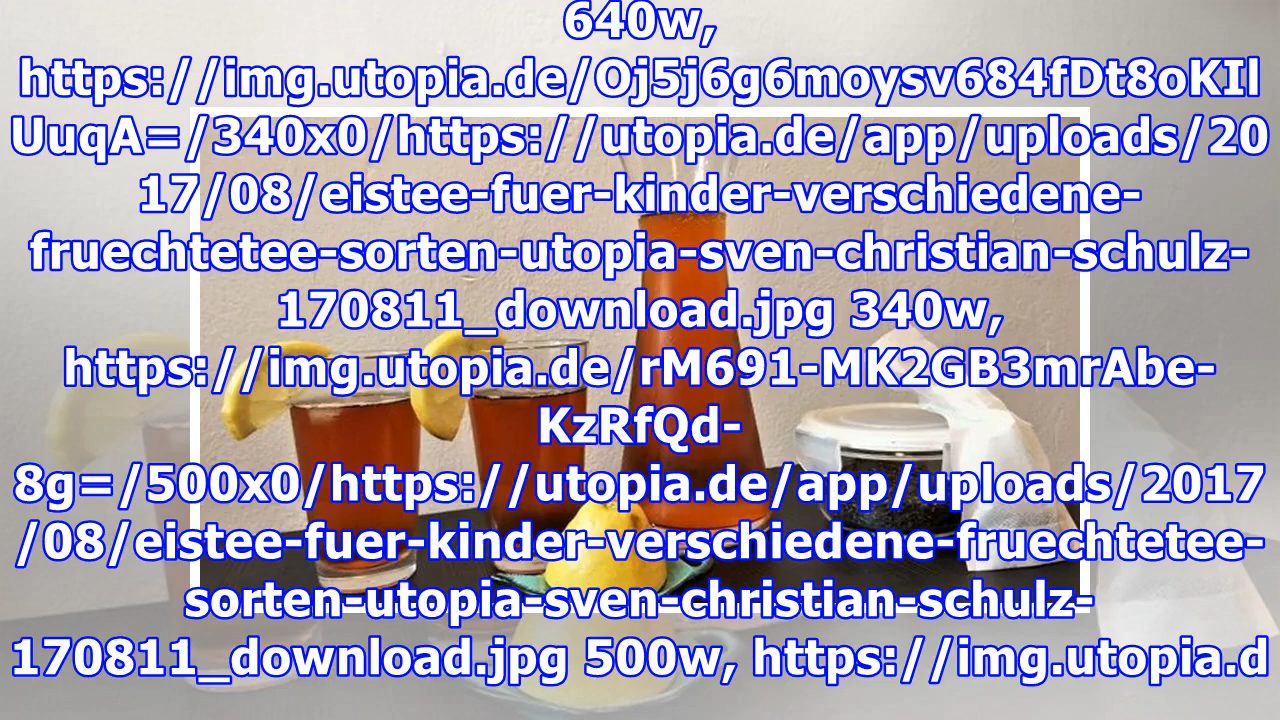 640w,
https://img.utopia.de/Oj5j6g6moysv684fDt8oKIl
UuqA=/340x0/https://utopia.de/app/uploads/20
17/08/eistee-fuer-kinder-verschiedene-
fruechtetee-sorten-utopia-sven-christian-schulz-
170811_download.jpg 340w,
https://img.utopia.de/rM691-MK2GB3mrAbe-
KzRfQd-
8g=/500x0/https://utopia.de/app/uploads/2017
/08/eistee-fuer-kinder-verschiedene-fruechtetee-
sorten-utopia-sven-christian-schulz-
170811_download.jpg 500w, https://img.utopia.d